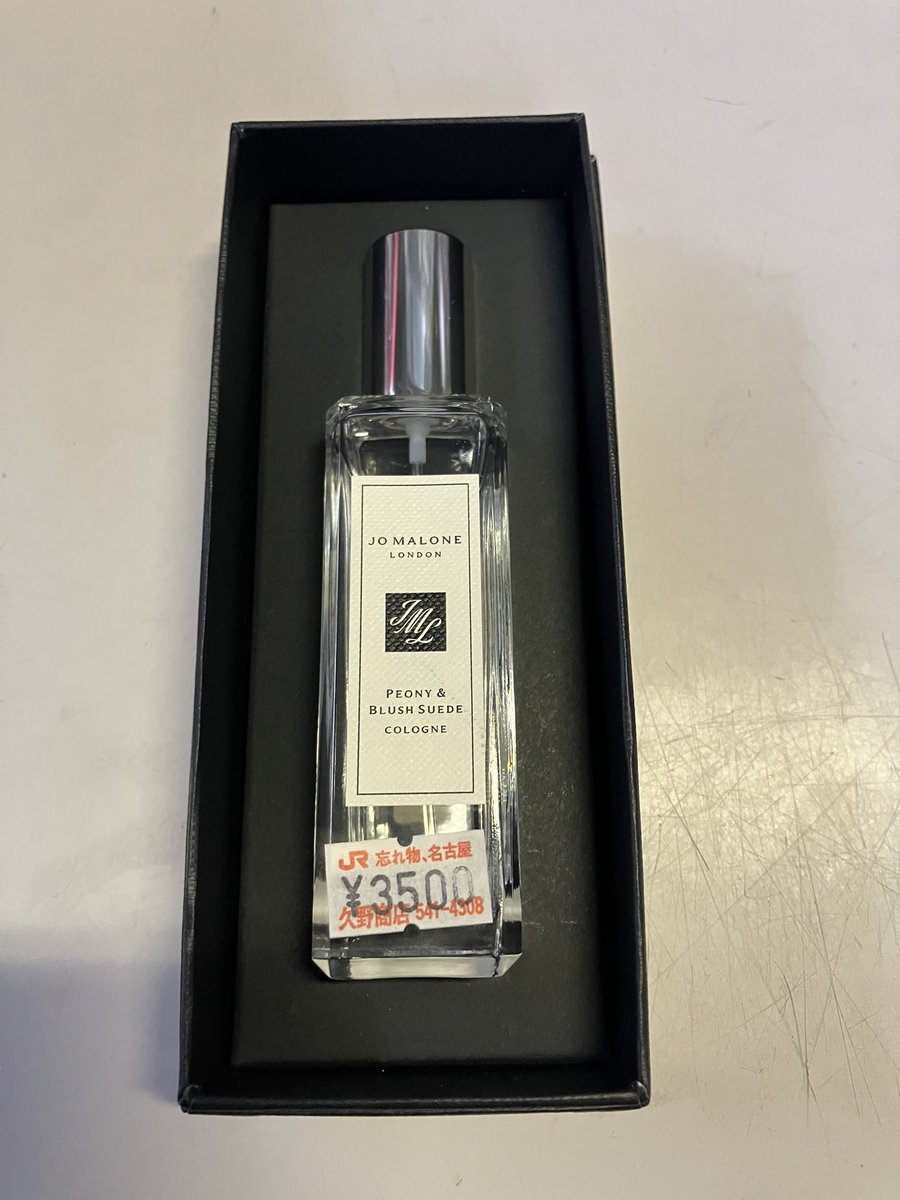 JO MALONE
LONDON
JML
PEONY &
BLUSH SUEDE
COLOGNE
JR 忘れ物、名古屋
¥3500
久野商店 541-4308